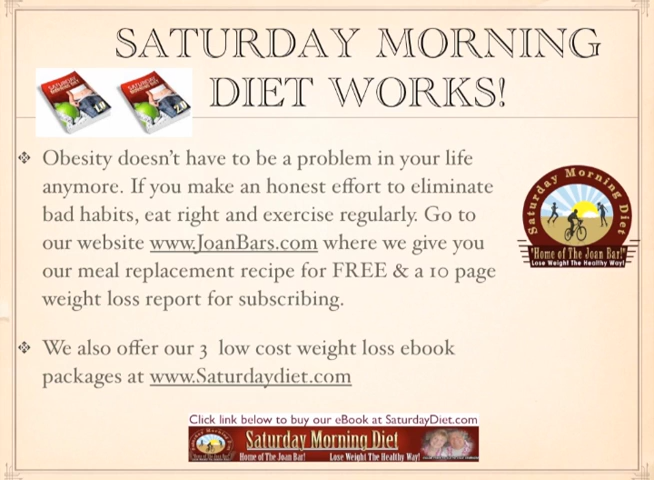 SATURDAY MORNING
DIET WORKS!
Obesity doesn't have to be a problem in your life
anymore. If you make an honest effort to eliminate
bad habits, eat right and exercise regularly. Go to
our website www.JoanBars.com where we give you
our meal replacement recipe for FREE & a 10 page
weight loss report for subscribing.
Saturday Morning Diet
"Home of The Joan Bar!"
Lose Weight The Healthy Way!
We also offer our 3 low cost weight loss ebook
packages at www.Saturdaydiet.com
Click link below to buy our eBook at SaturdayDiet.com
Saturday Morning Diet
Home of The Joan Bar! Lose Weight The Healthy Way!